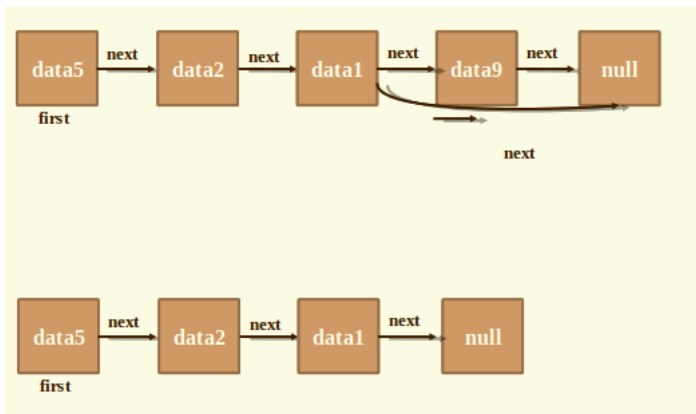 next next next next
data5 data2 data1 data9 null
first
next
next next next
data5 data2 data1 null
first